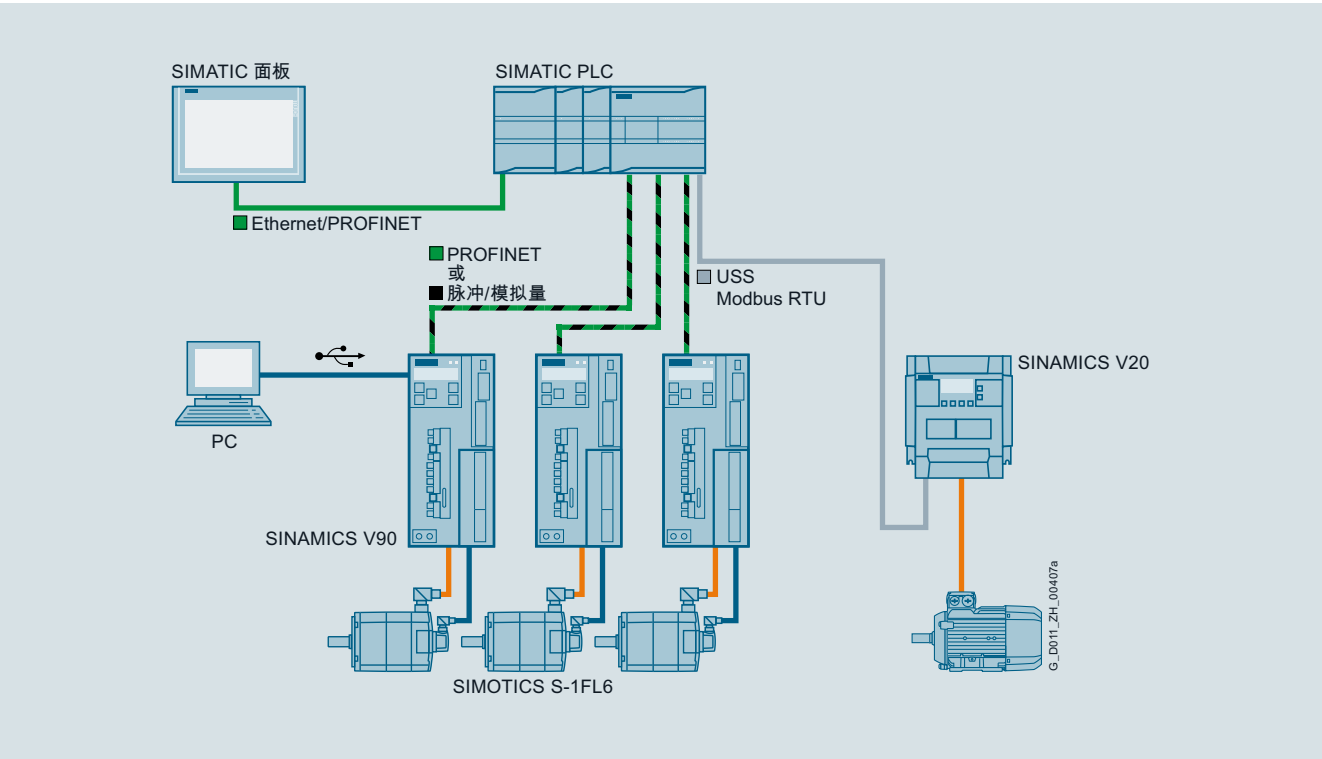 SIMATIC 面板
SIMATIC PLC
Ethernet/PROFINET
PROFINET
或
脉冲/模拟量
USS
Modbus RTU
SINAMICS V20
PC
SINAMICS V90
SIMOTICS S-1FL6
G_D011_ZH_00407a